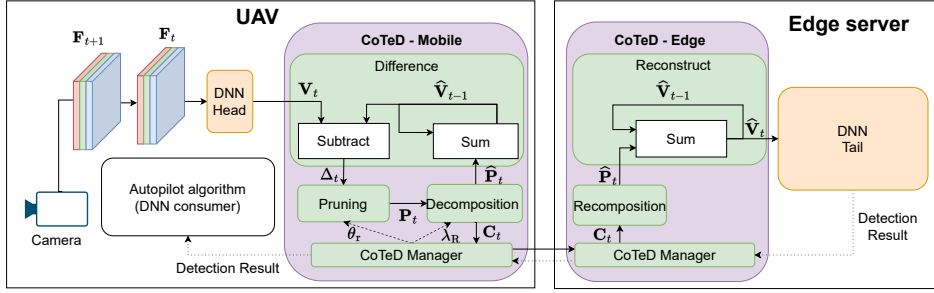 UAV
F_{t+1}
F_t
DNN
Head
V_t
Camera
Autopilot algorithm
(DNN consumer)
Detection Result
CoTeD - Mobile
Difference
V̂_{t-1}
Subtract
Sum
Δ_t
P̂_t
Pruning
P_t
Decomposition
θ_r
λ_R
C_t
CoTeD Manager
Edge server
CoTeD - Edge
Reconstruct
V̂_{t-1}
Sum
V̂_t
P̂_t
Recomposition
C_t
CoTeD Manager
DNN
Tail
Detection
Result